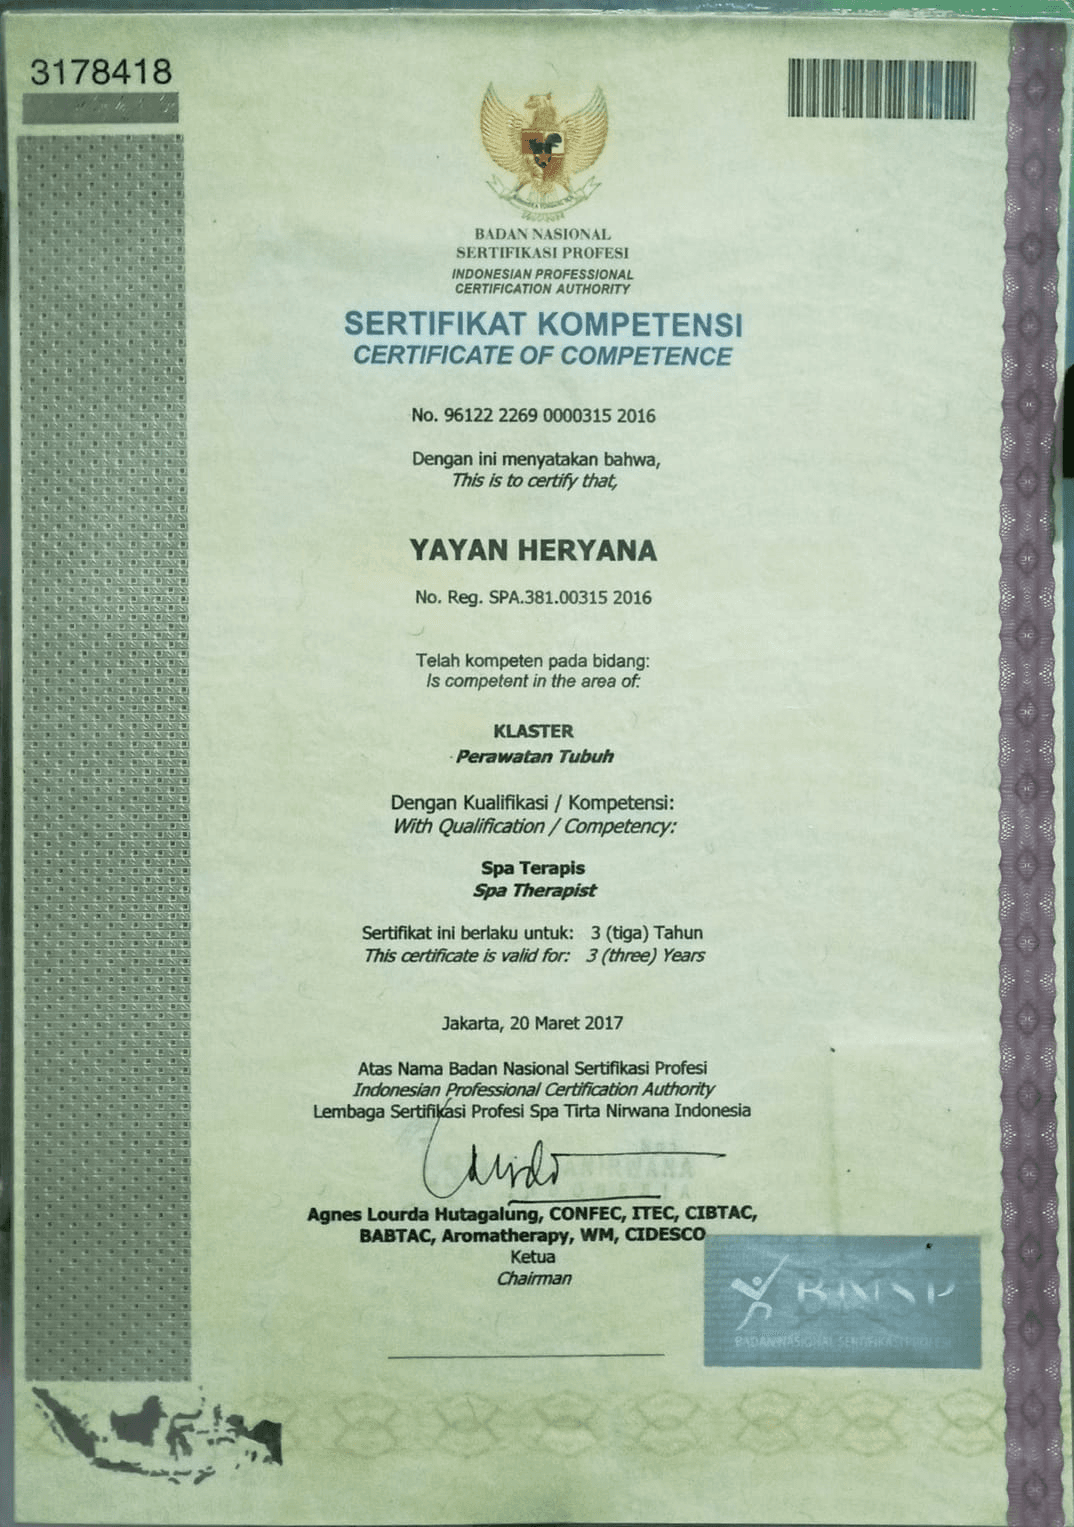 3178418
BADAN NASIONAL
SERTIFIKASI PROFESI
INDONESIAN PROFESSIONAL
CERTIFICATION AUTHORITY
SERTIFIKAT KOMPETENSI
CERTIFICATE OF COMPETENCE
No. 96122 2269 0000315 2016
Dengan ini menyatakan bahwa,
This is to certify that,
YAYAN HERYANA
No. Reg. SPA.381.00315 2016
Telah kompeten pada bidang:
Is competent in the area of:
KLASTER
Perawatan Tubuh
Dengan Kualifikasi / Kompetensi:
With Qualification / Competency:
Spa Terapis
Spa Therapist
Sertifikat ini berlaku untuk: 3 (tiga) Tahun
This certificate is valid for: 3 (three) Years
Jakarta, 20 Maret 2017
Atas Nama Badan Nasional Sertifikasi Profesi
Indonesian Professional Certification Authority
Lembaga Sertifikasi Profesi Spa Tirta Nirwana Indonesia
Agnes Lourda Hutagalung, CONFEC, ITEC, CIBTAC,
BABTAC, Aromatherapy, WM, CIDESCO
Ketua
Chairman
BNSP
BADAN NASIONAL SERTIFIKASI PROFESI